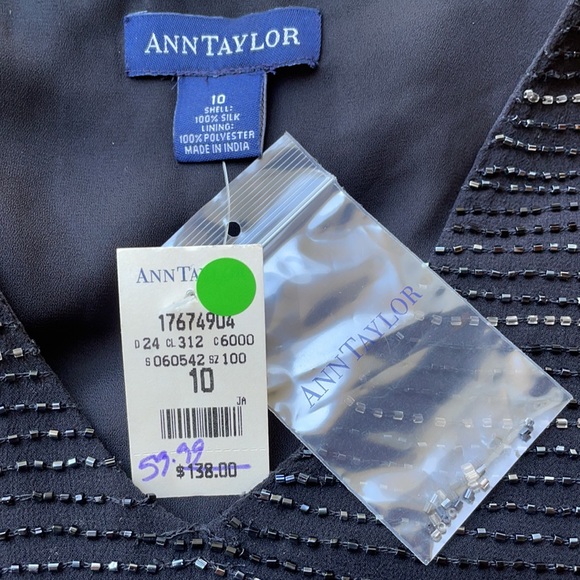 ANNTAYLOR
10
SHELL:
100% SILK
LINING:
100% POLYESTER
MADE IN INDIA
ANNTA
17674904
D 24 CL 312 C 6000
S 060542 SZ 100
10
JA
59.99
$138.00
ANNTAYLOR